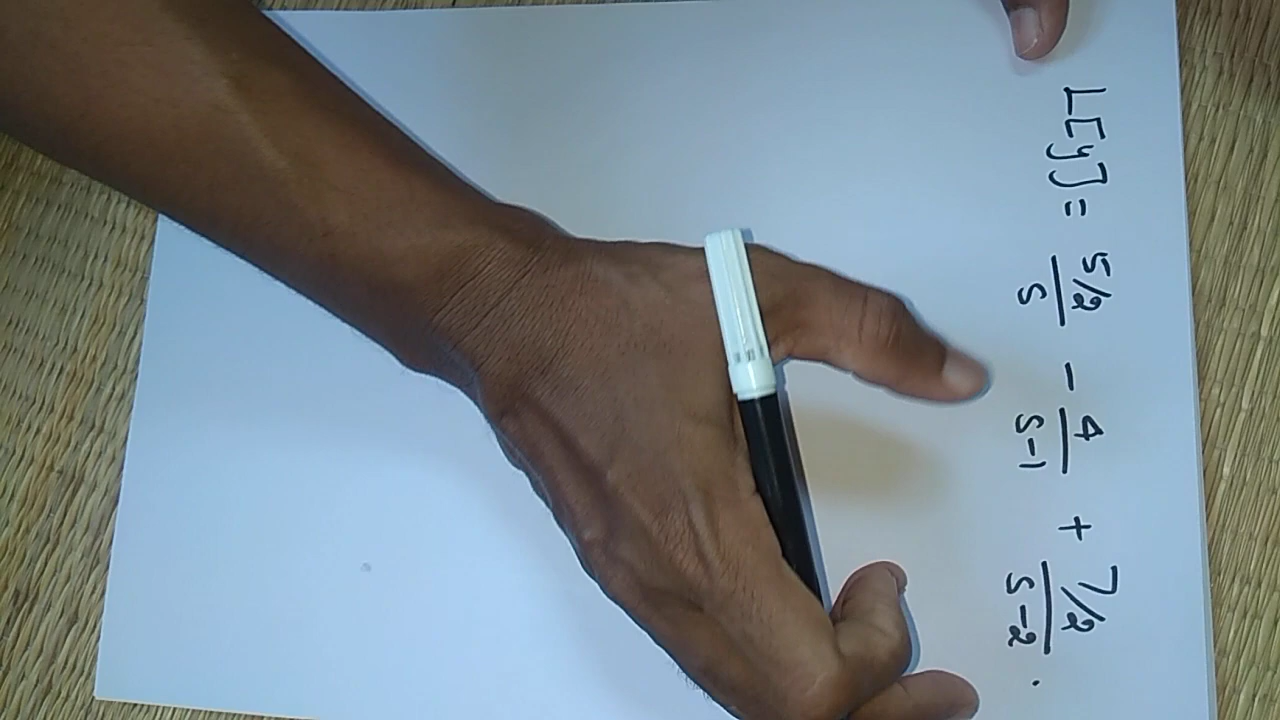 L[y] = 5/2 / s - 4 / s-1 + 7/2 / s-2 .